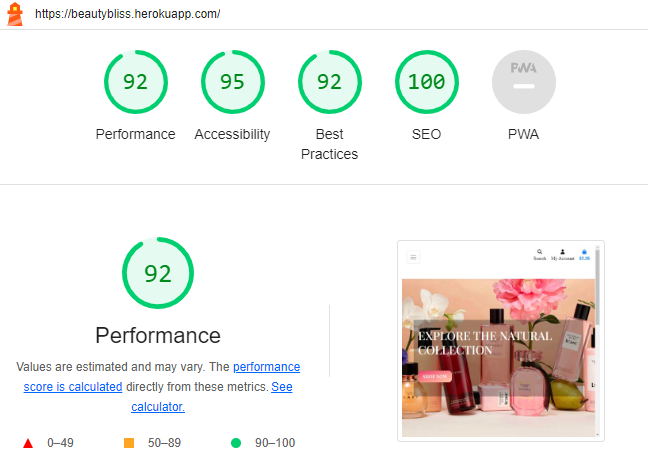 https://beautybliss.herokuapp.com/
92
95
92
100
PWA
Performance
Accessibility
Best
Practices
SEO
PWA
92
Performance
Values are estimated and may vary. The performance
score is calculated directly from these metrics. See
calculator.
0–49
50–89
90–100
Search
My Account
EXPLORE THE NATURAL
COLLECTION
SHOP NOW